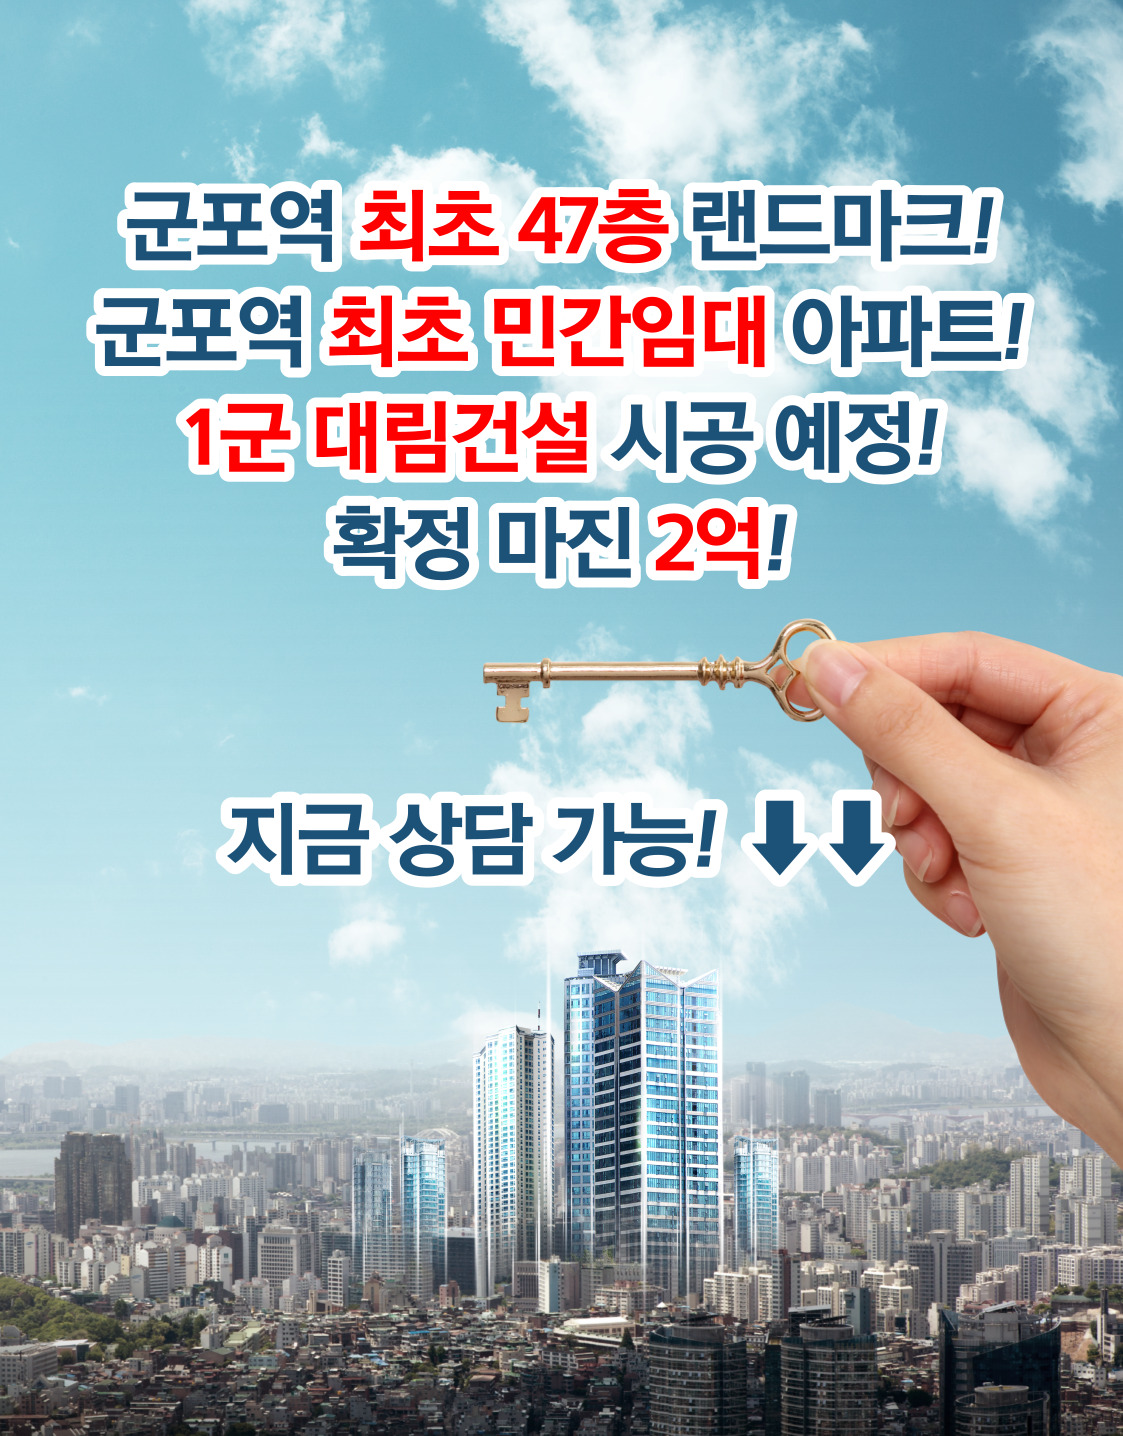 군포역 최초 47층 랜드마크!
군포역 최초 민간임대 아파트!
1군 대림건설 시공 예정!
확정 마진 2억!
지금 상담 가능! ⬇⬇